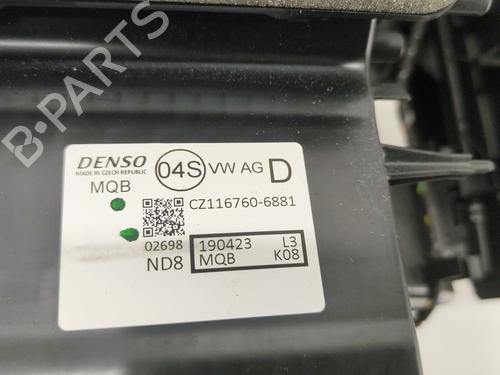 B-PARTS
DENSO 04S VW AG D
MADE IN CZECH REPUBLIC
MQB
CZ116760-6881
02698 190423 L3
ND8 MQB K08